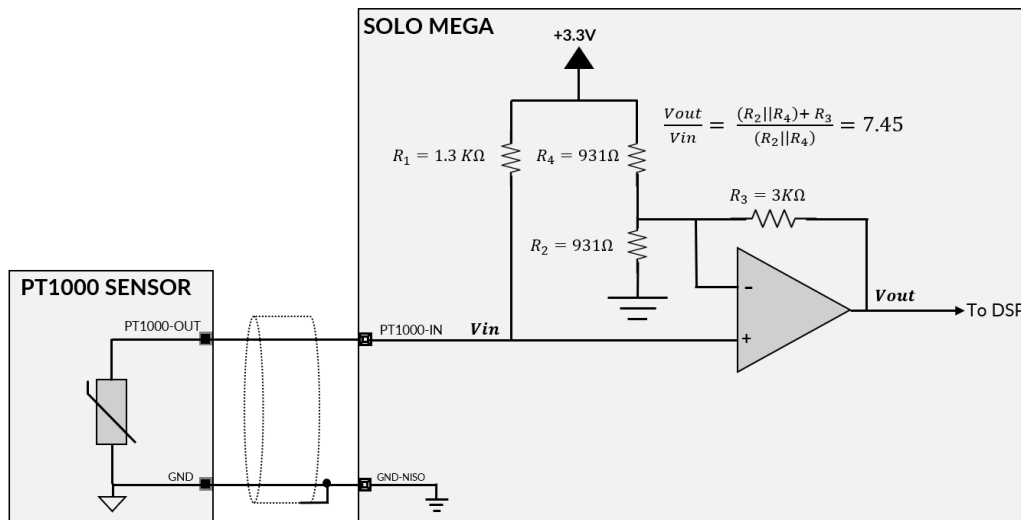 SOLO MEGA
+3.3V
Vout/Vin = (R₂||R₄)+ R₃/(R₂||R₄) = 7.45
R₁ = 1.3 KΩ
R₄ = 931Ω
R₃ = 3KΩ
R₂ = 931Ω
PT1000 SENSOR
PT1000-OUT
PT1000-IN
Vin
-
+
Vout
To DSP
GND
GND-NISO